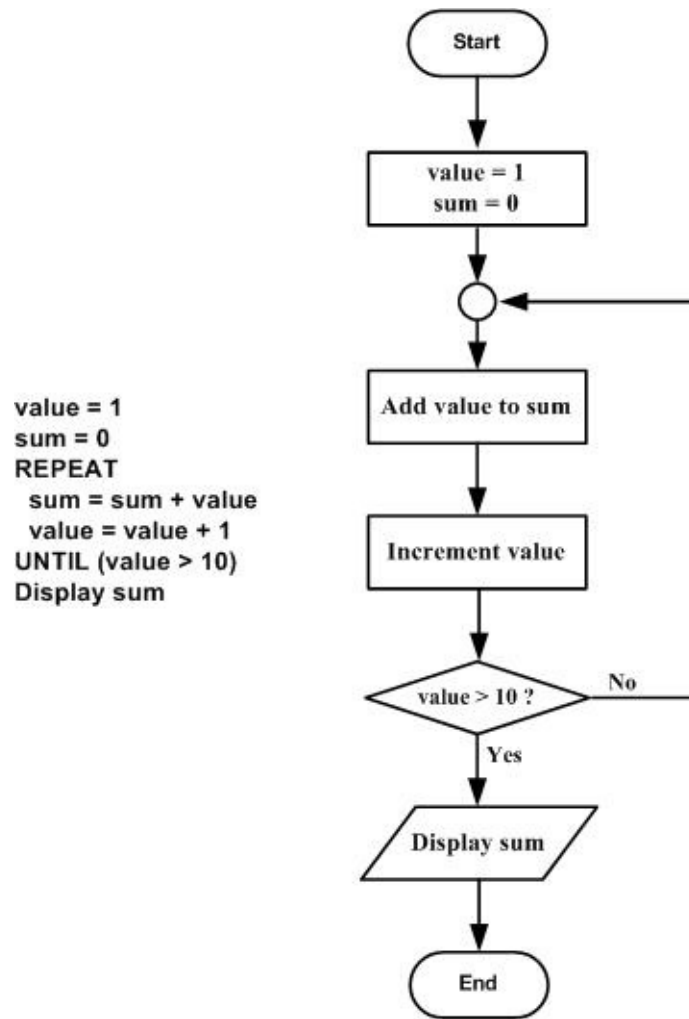 Start
value = 1
sum = 0
Add value to sum
value = 1
sum = 0
REPEAT
sum = sum + value
value = value + 1
UNTIL (value > 10)
Display sum
Increment value
value > 10 ?
No
Yes
Display sum
End